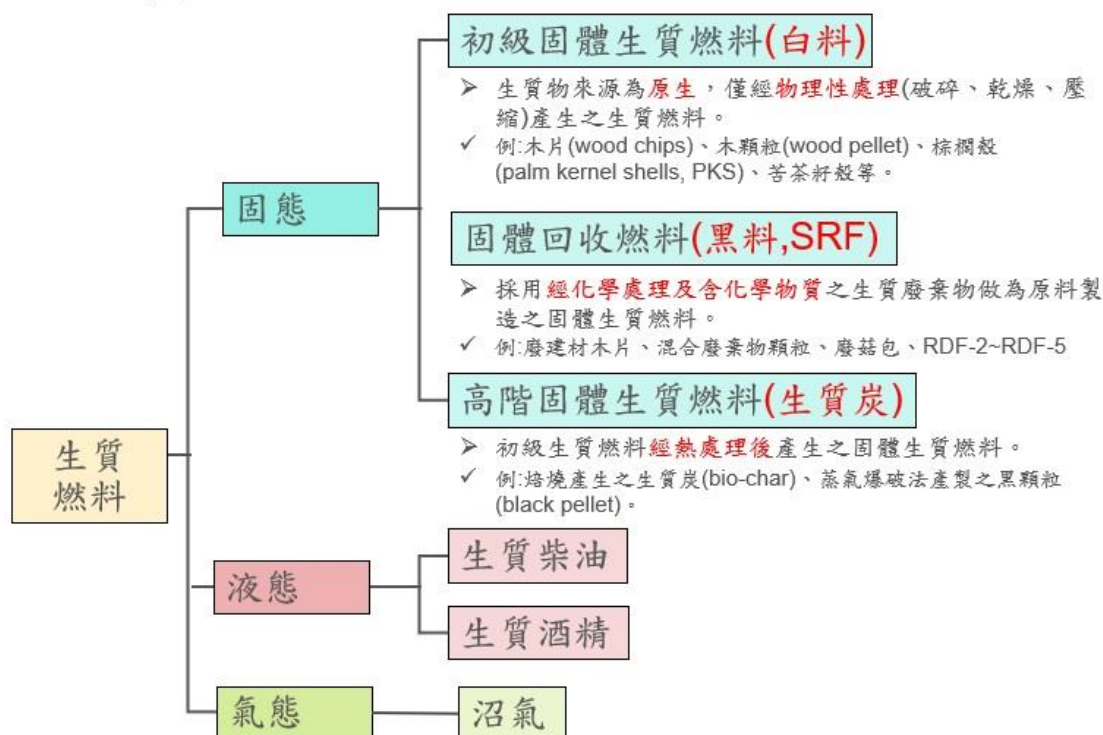 初級固體生質燃料(白料)
➤ 生質物來源為原生，僅經物理性處理(破碎、乾燥、壓
縮)產生之生質燃料。
✓ 例:木片(wood chips)、木顆粒(wood pellet)、棕櫚殼
(palm kernel shells, PKS)、苦茶籽殼等。
固態
固體回收燃料(黑料,SRF)
➤ 採用經化學處理及含化學物質之生質廢棄物做為原料製
造之固體生質燃料。
✓ 例:廢建材木片、混合廢棄物顆粒、廢菇包、RDF-2~RDF-5
高階固體生質燃料(生質炭)
➤ 初級生質燃料經熱處理後產生之固體生質燃料。
✓ 例:焙燒產生之生質炭(bio-char)、蒸氣爆破法產製之黑顆粒
(black pellet)。
生質
燃料
生質柴油
液態
生質酒精
氣態
沼氣